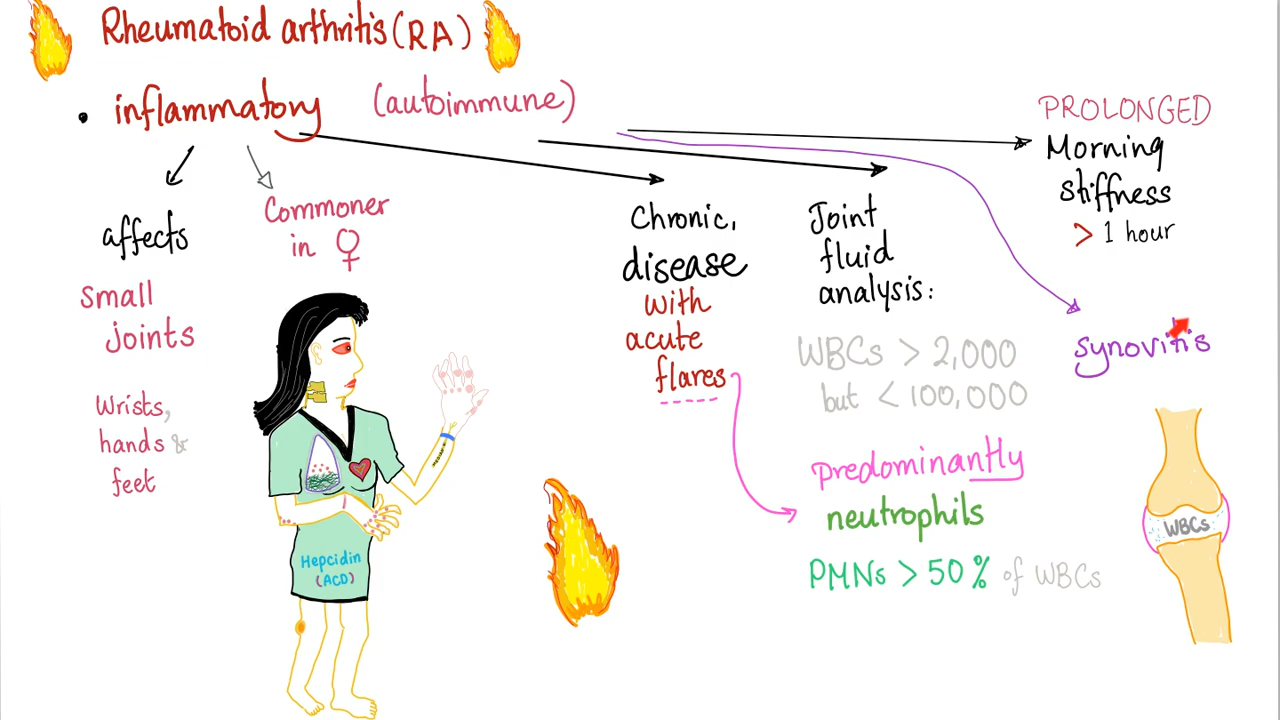 Rheumatoid arthritis (RA)
• inflammatory (autoimmune)
affects
small
joints
Wrists,
hands &
feet
Commoner
in ♀
Hepcidin
(ACD)
Chronic,
disease
with
acute
flares
Joint
fluid
analysis:
WBCs > 2,000
but < 100,000
predominantly
neutrophils
PMNs > 50% of WBCs
PROLONGED
Morning
stiffness
> 1 hour
synovitis
WBCs